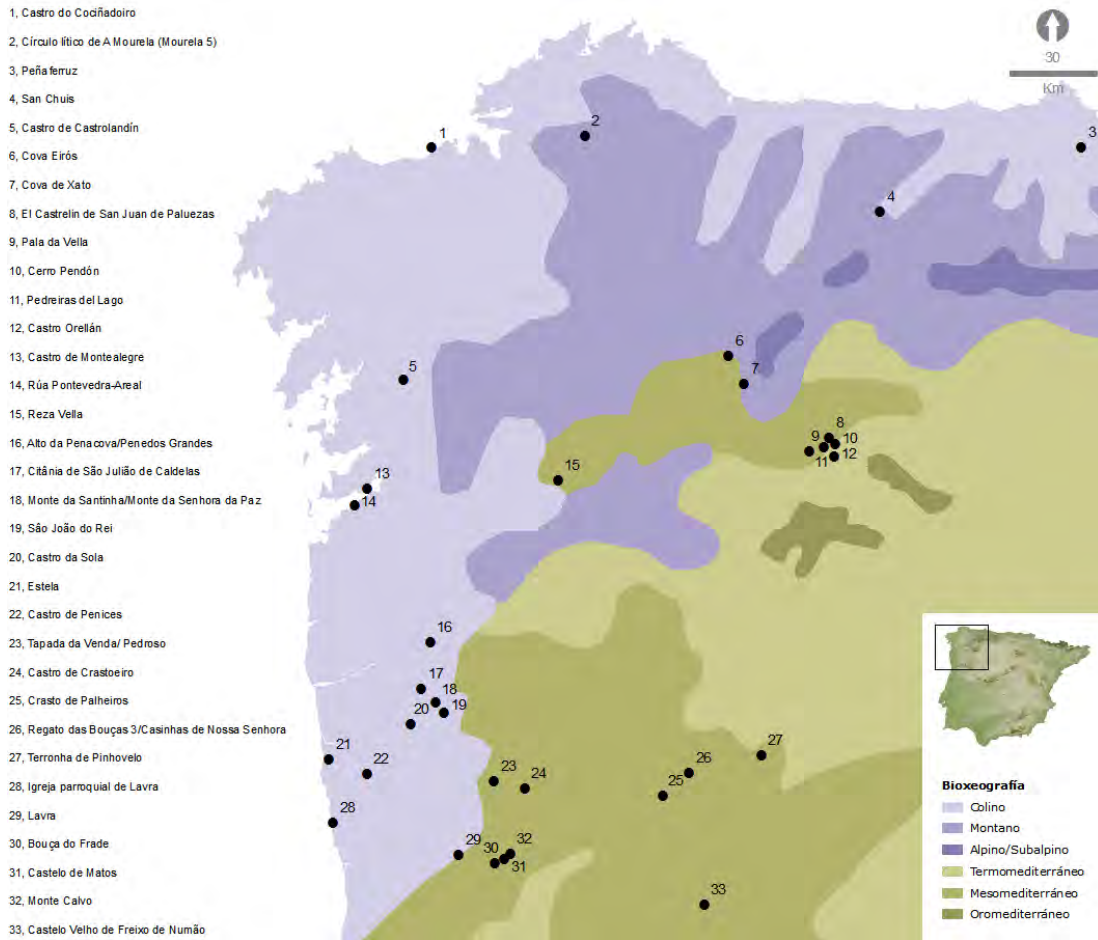 1, Castro do Cociñadoiro
2, Círculo lítico de A Mourela (Mourela 5)
3, Peñaferruz
4, San Chuis
5, Castro de Castrolandín
6, Cova Eirós
7, Cova de Xato
8, El Castrelin de San Juan de Paluezas
9, Pala da Vella
10, Cerro Pendón
11, Pedreiras del Lago
12, Castro Orellán
13, Castro de Montealegre
14, Rúa Pontevedra-Areal
15, Reza Vella
16, Alto da Penacova/Penedos Grandes
17, Citânia de São Julião de Caldelas
18, Monte da Santinha/Monte da Senhora da Paz
19, São João do Rei
20, Castro da Sola
21, Estela
22, Castro de Penices
23, Tapada da Venda/ Pedroso
24, Castro de Crastoeiro
25, Crasto de Palheiros
26, Regato das Bouças 3/Casinhas de Nossa Senhora
27, Terronha de Pinhovelo
28, Igreja parroquial de Lavra
29, Lavra
30, Bouça do Frade
31, Castelo de Matos
32, Monte Calvo
33, Castelo Velho de Freixo de Numão
30
Km
1
2
3
4
5
6
7
8
9
10
11
12
13
14
15
16
17
18
19
20
21
22
23
24
25
26
27
28
29
30
31
32
33
Bioxeografía
Colino
Montano
Alpino/Subalpino
Termomediterráneo
Mesomediterráneo
Oromediterráneo